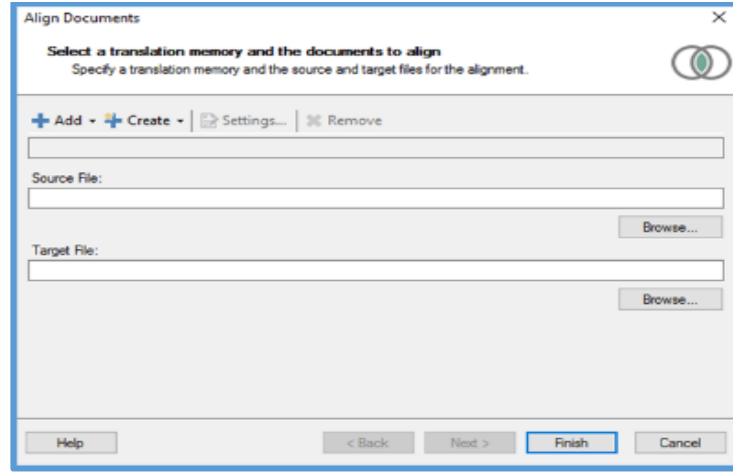 Align Documents
Select a translation memory and the documents to align
Specify a translation memory and the source and target files for the alignment.
Add Create Settings... Remove
Source File:
Browse...
Target File:
Browse...
Help < Back Next > Finish Cancel